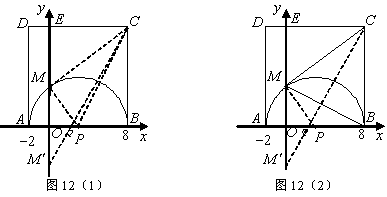 y
D E C
M
A O P B
−2 8 x
M′
图12（1）
y
D E C
M
A O P B
−2 8 x
M′
图12（2）